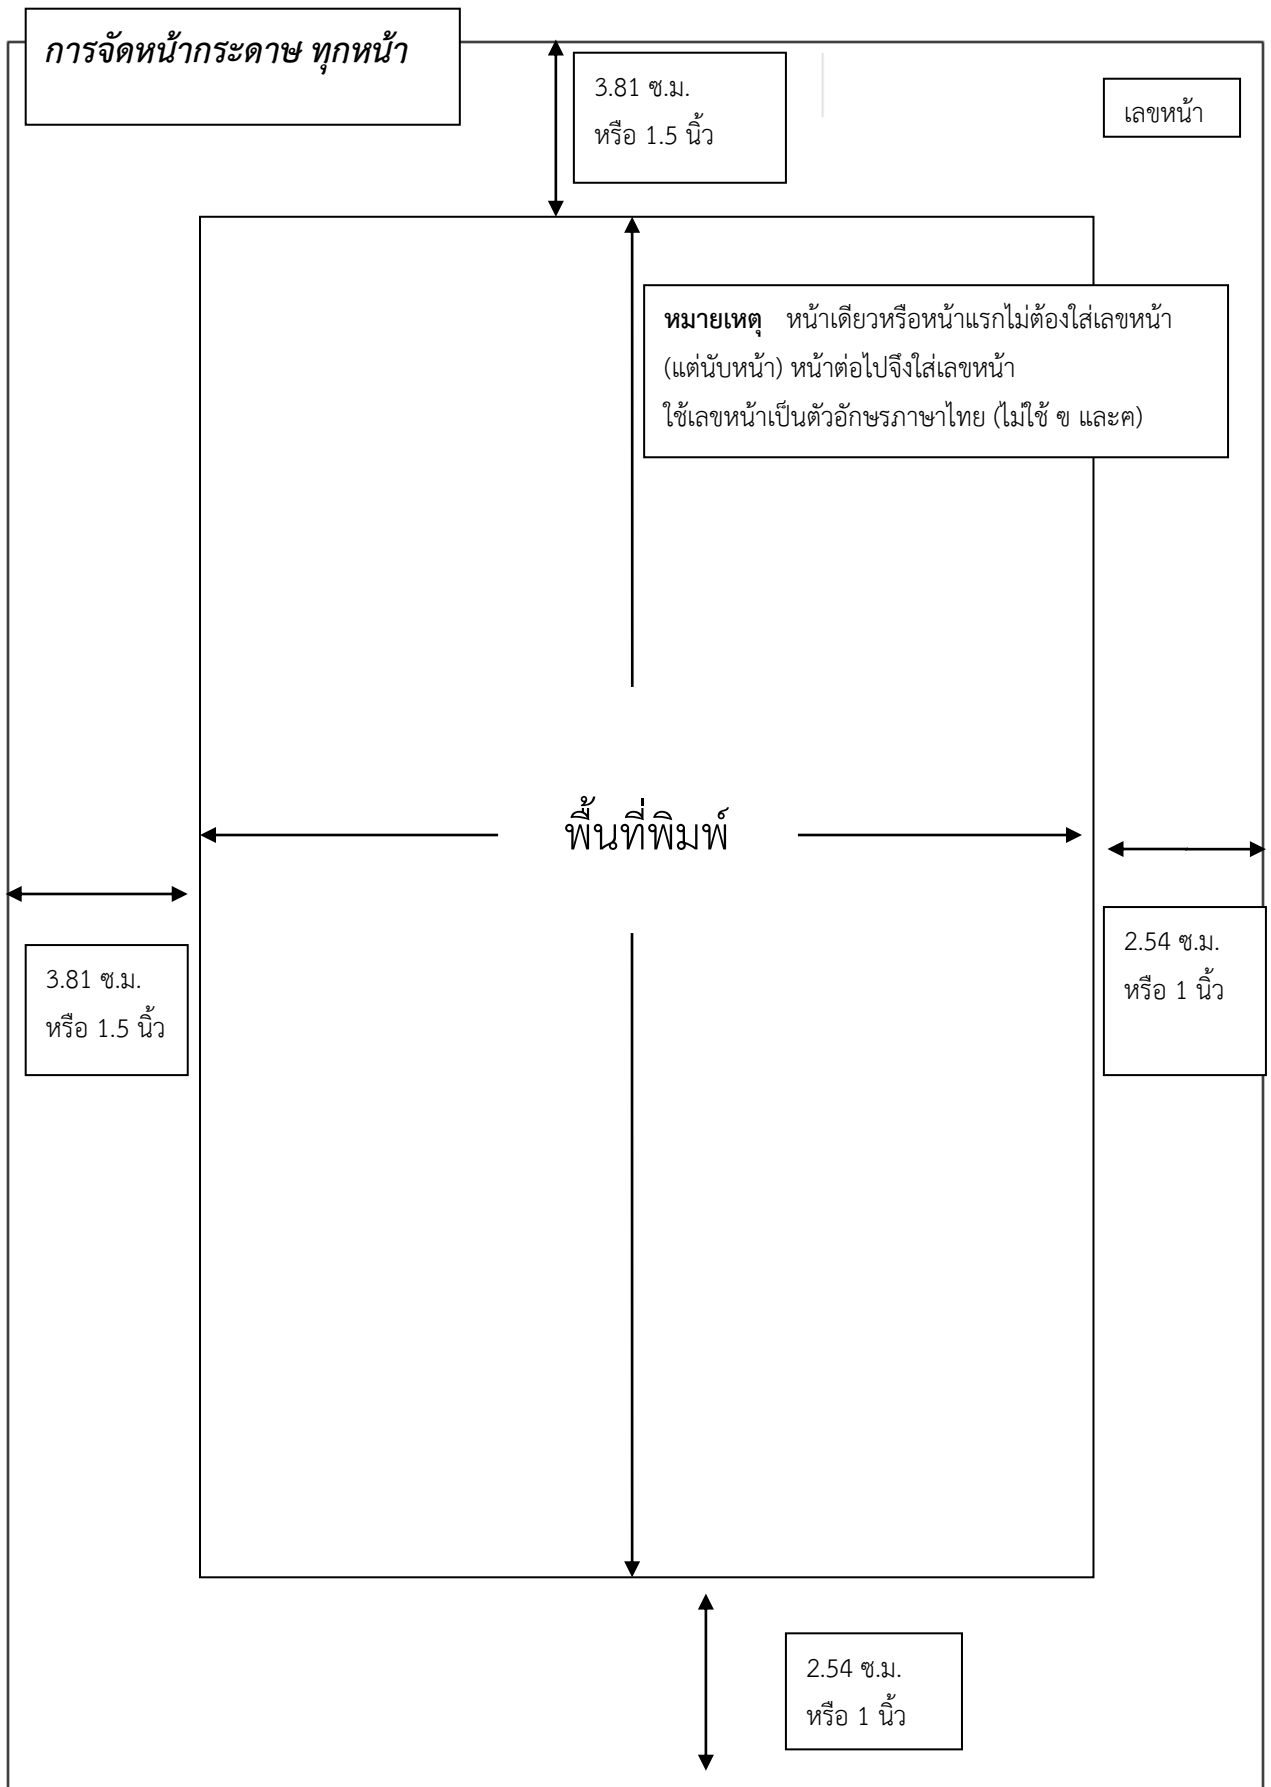 การจัดหน้ากระดาษ ทุกหน้า
3.81 ซ.ม.
หรือ 1.5 นิ้ว
เลขหน้า
หมายเหตุ หน้าเดียวหรือหน้าแรกไม่ต้องใส่เลขหน้า
(แต่นับหน้า) หน้าต่อไปจึงใส่เลขหน้า
ใช้เลขหน้าเป็นตัวอักษรภาษาไทย (ไม่ใช้ ฃ และฅ)
พื้นที่พิมพ์
2.54 ซ.ม.
หรือ 1 นิ้ว
3.81 ซ.ม.
หรือ 1.5 นิ้ว
2.54 ซ.ม.
หรือ 1 นิ้ว